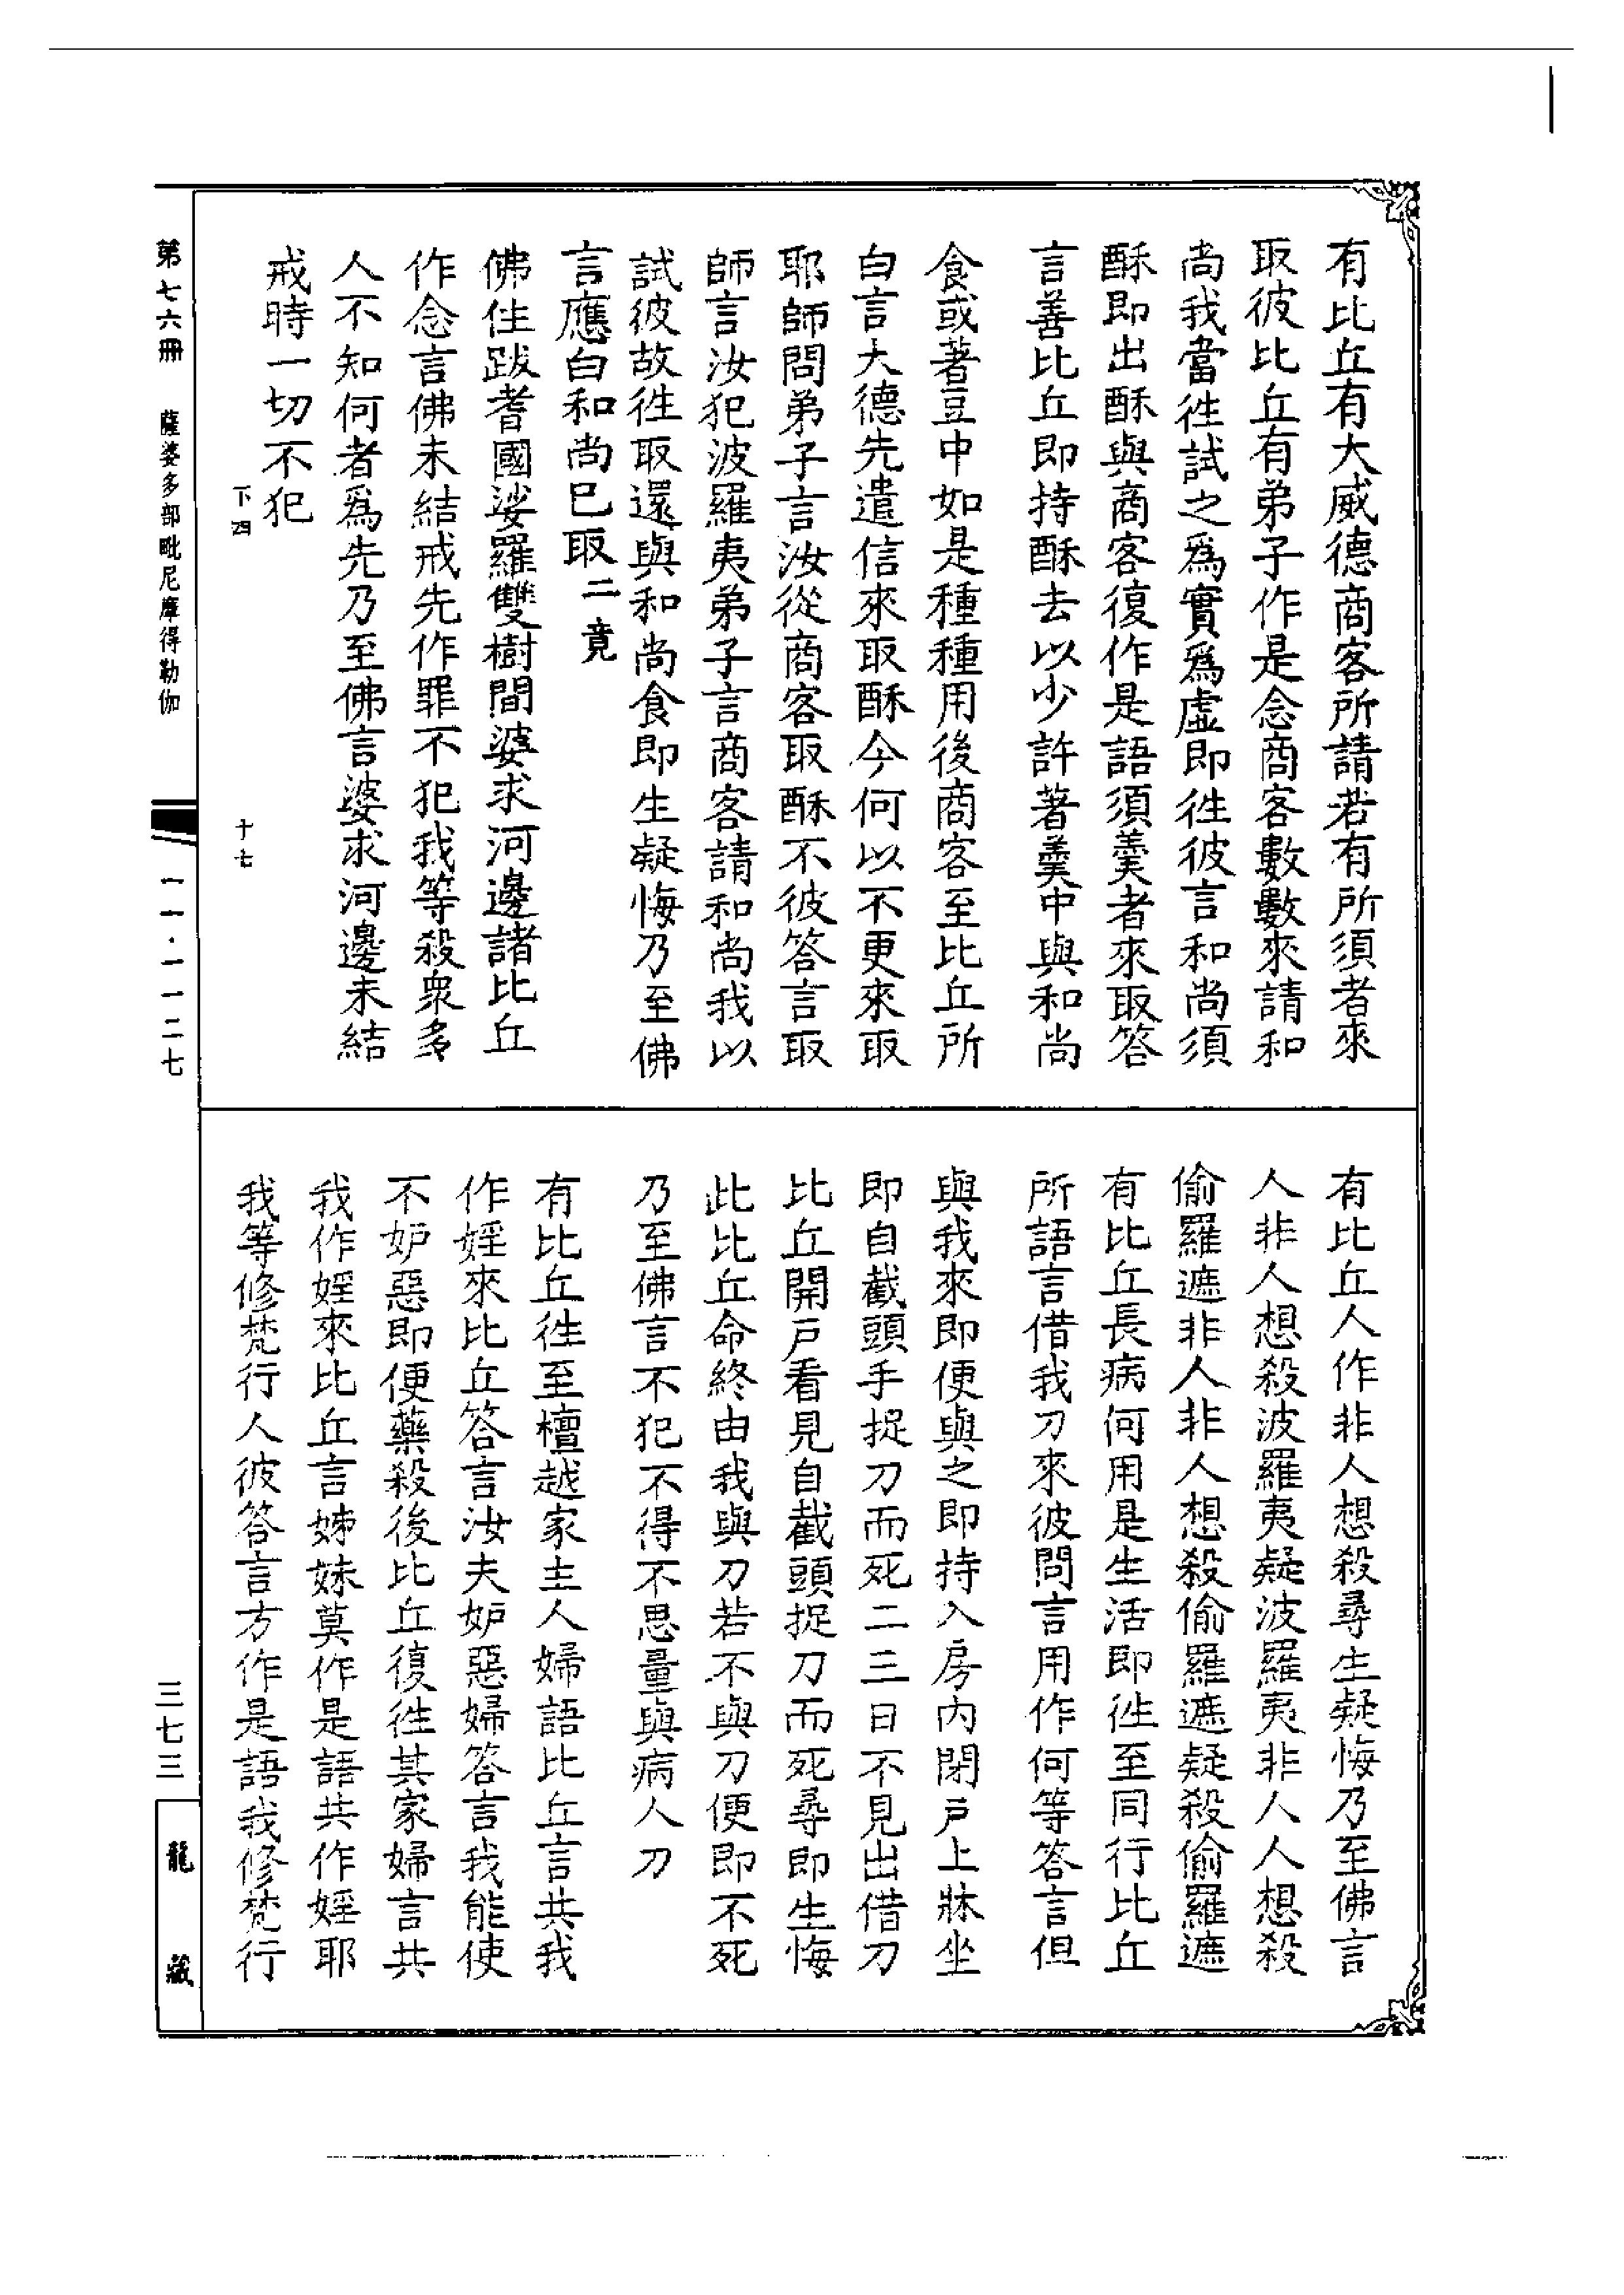 有比丘有大威德商客所請若有所須者來
取彼比丘有弟子作是念商客數數來請和
尚我當徃試之爲實爲虛即徃彼言和尚須
酥即出酥與商客復作是語須羹者來取答
言善比丘即持酥去以少許著羹中與和尚
食或著豆中如是種種用後商客至比丘所
白言大德先遣信來取酥今何以不更來取
耶師問弟子言汝從商客取酥不彼答言取
師言汝犯波羅夷弟子言商客請和尚我以
試彼故徃取還與和尚食即生疑悔乃至佛
言應白和尚已取二竟
佛住跋耆國娑羅雙樹間婆求河邊諸比丘
作念言佛未結戒先作罪不犯我等殺衆多
人不知何者爲先乃至佛言婆求河邊未結
戒時一切不犯
下四
十七
有比丘人作非人想殺尋生疑悔乃至佛言
人非人想殺波羅夷疑波羅夷非人人想殺
偷羅遮非人非人想殺偷羅遮疑殺偷羅遮
有比丘長病何用是生活即徃至同行比丘
所語言借我刀來彼問言用作何等答言但
與我來即便與之即持入房內閉戶上牀坐
即自截頭手捉刀而死二三日不見出借刀
比丘開戶看見自截頭捉刀而死尋即生悔
此比丘命終由我與刀若不與刀便即不死
乃至佛言不犯不得不思量與病人刀
有比丘徃至檀越家主人婦語比丘言共我
作婬來比丘答言汝夫妒惡婦答言我能使
不妒惡即便藥殺後比丘復徃其家婦言共
我作婬來比丘言姊妹莫作是語共作婬耶
我等修梵行人彼答言方作是語我修梵行
第七六冊
薩婆多部毗尼摩得勒伽
一一·一一二七
三七三
龍藏